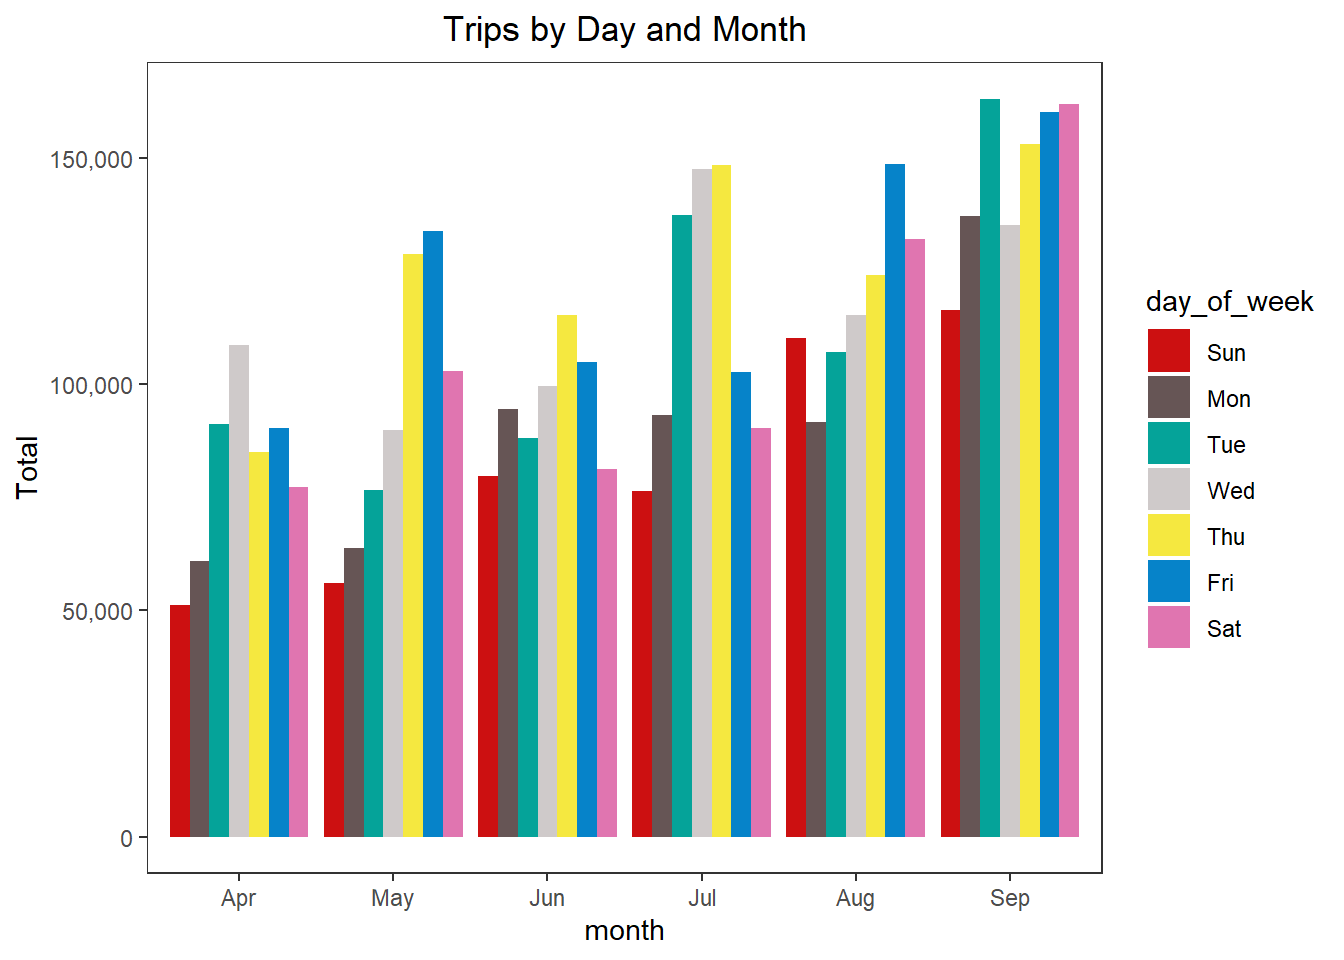 Trips by Day and Month
Total
150,000
100,000
50,000
0
Apr May Jun Jul Aug Sep
month
day_of_week
Sun
Mon
Tue
Wed
Thu
Fri
Sat